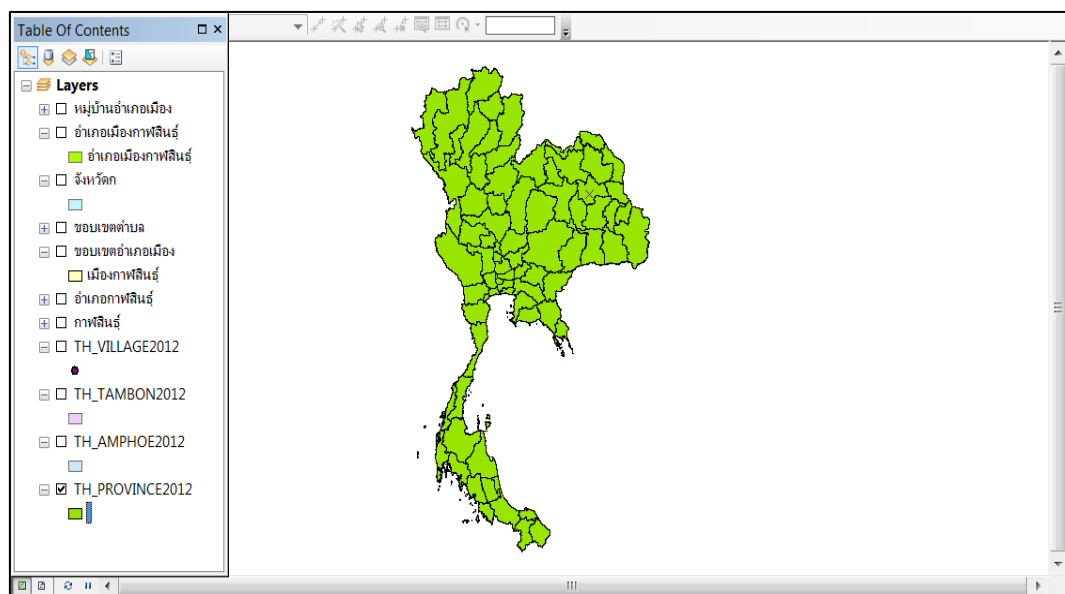 Table Of Contents
Layers
หมู่บ้านอำเภอเมือง
อำเภอเมืองกาฬสินธุ์
อำเภอเมืองกาฬสินธุ์
จังหวัดก
ขอบเขตตำบล
ขอบเขตอำเภอเมือง
เมืองกาฬสินธุ์
อำเภอกาฬสินธุ์
กาฬสินธุ์
TH_VILLAGE2012
TH_TAMBON2012
TH_AMPHOE2012
TH_PROVINCE2012